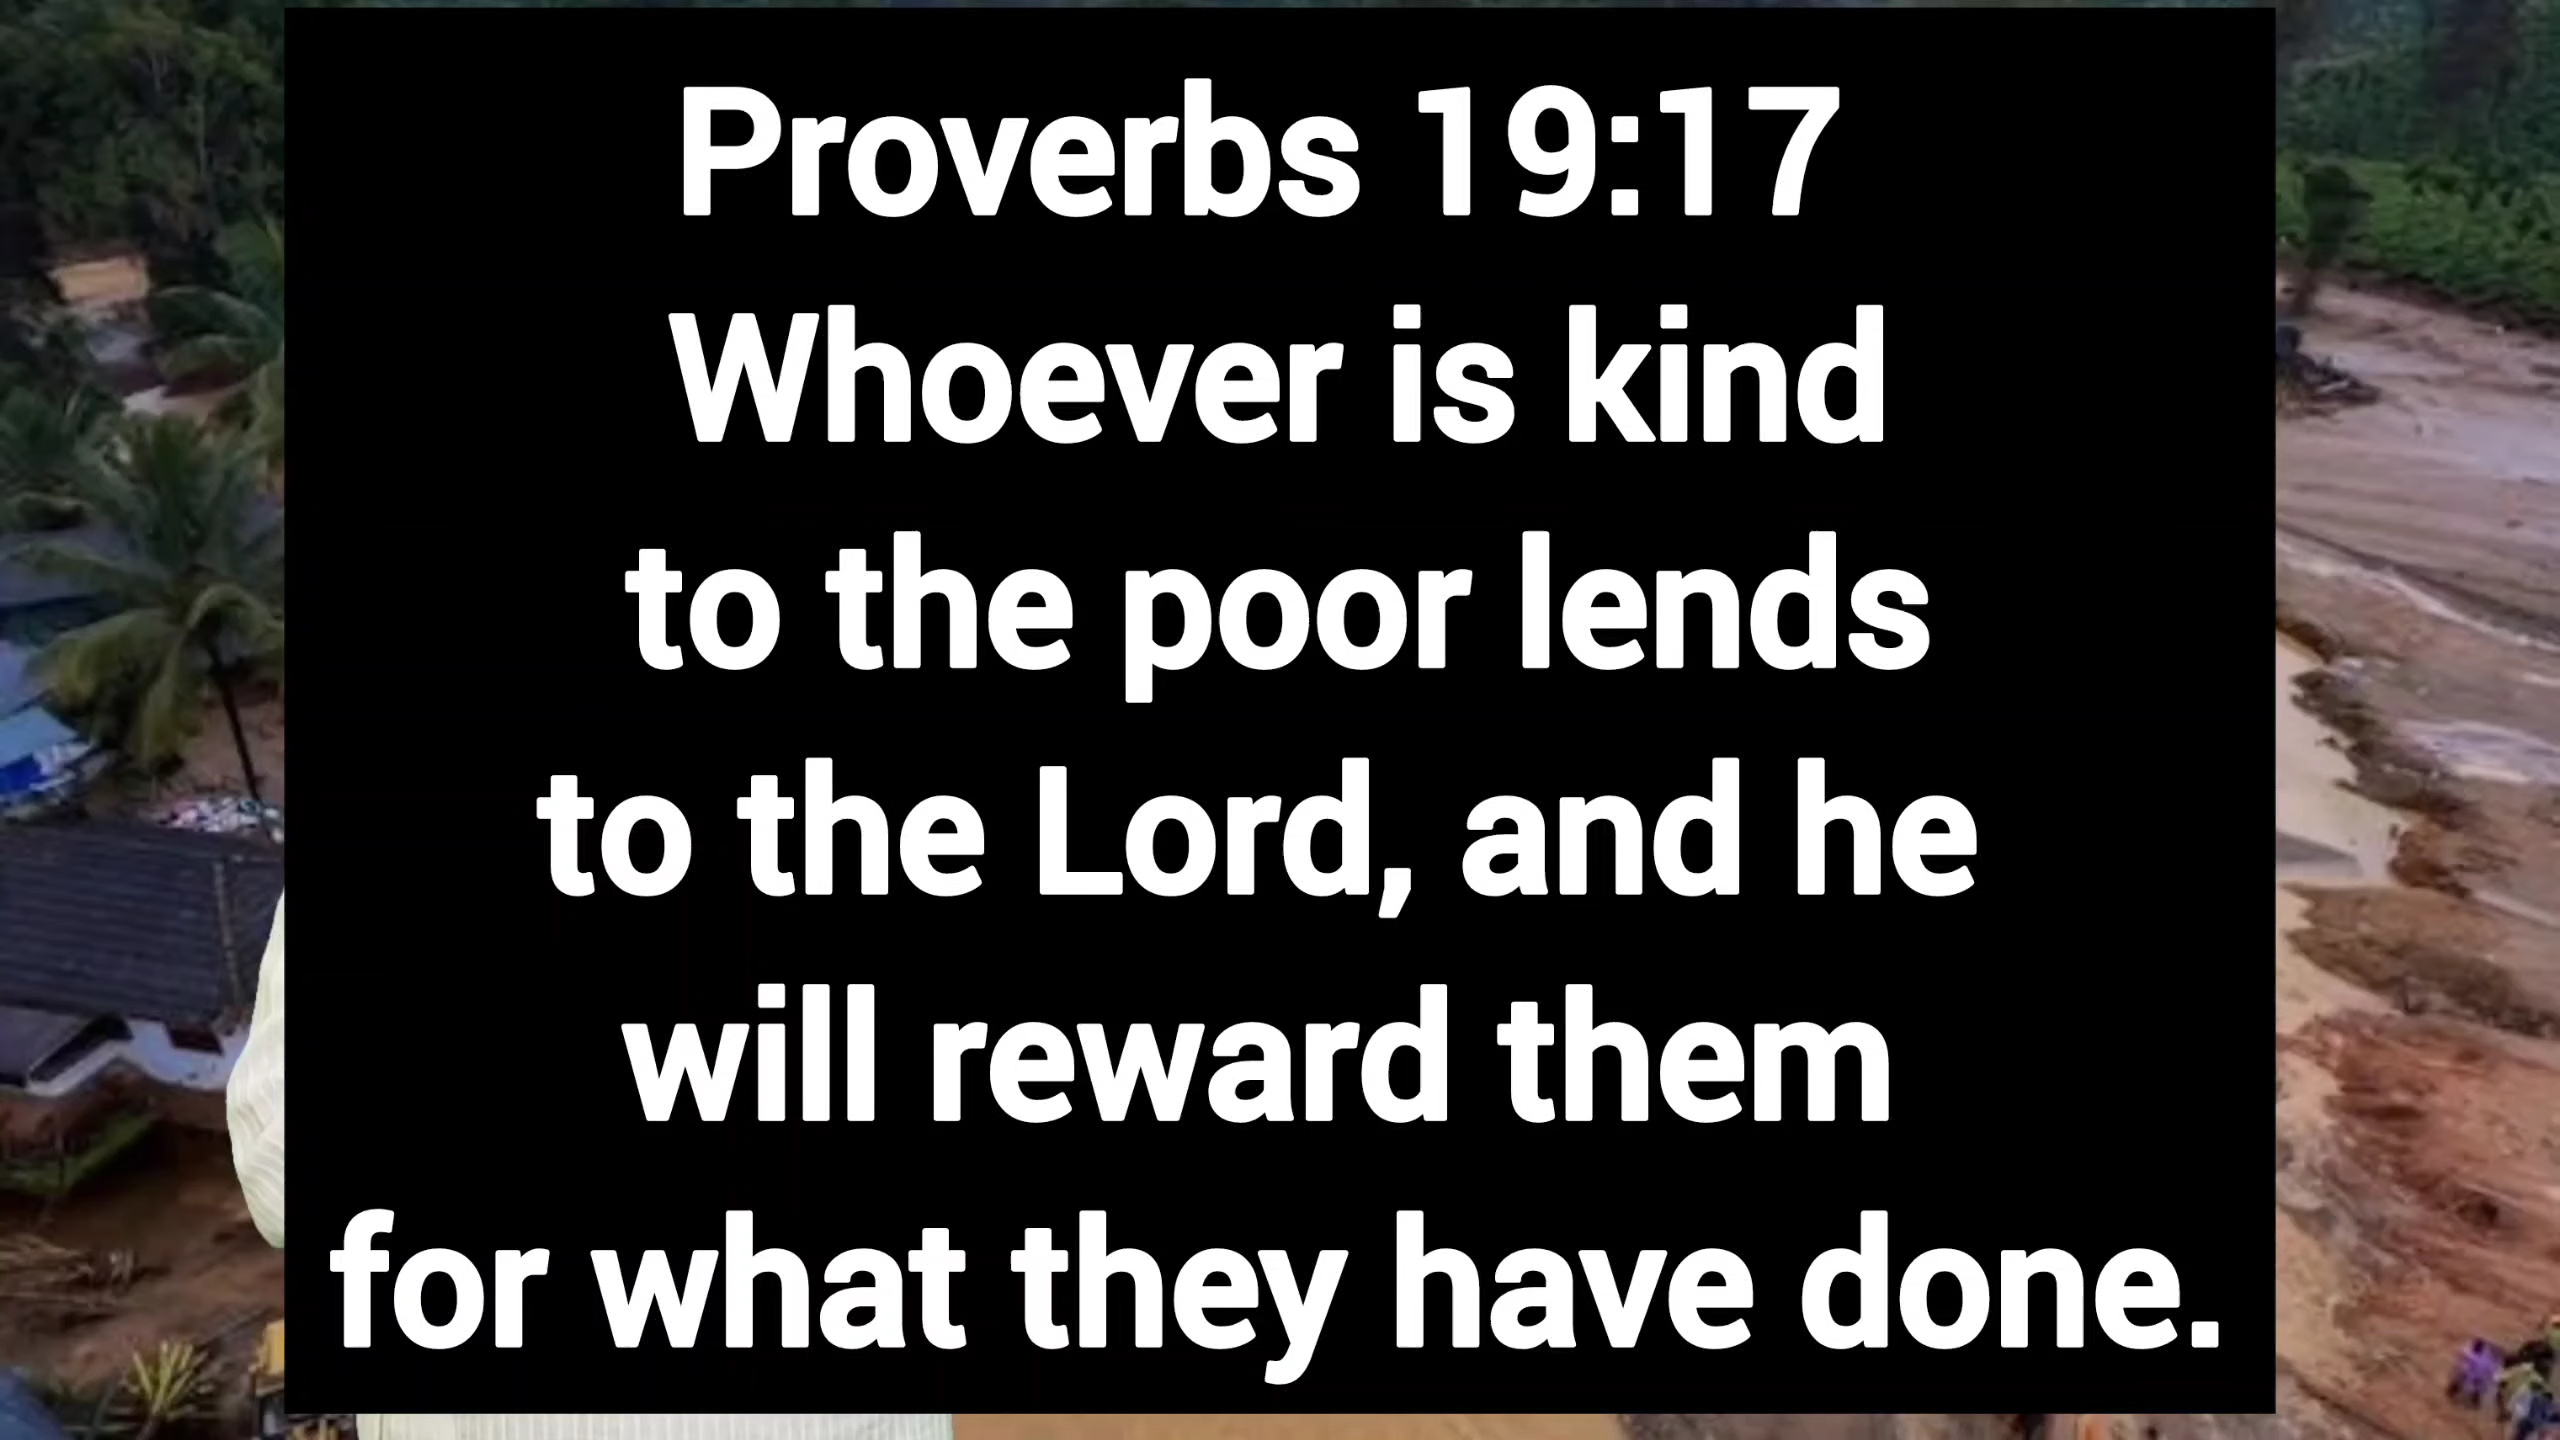 Proverbs 19:17
Whoever is kind
to the poor lends
to the Lord, and he
will reward them
for what they have done.